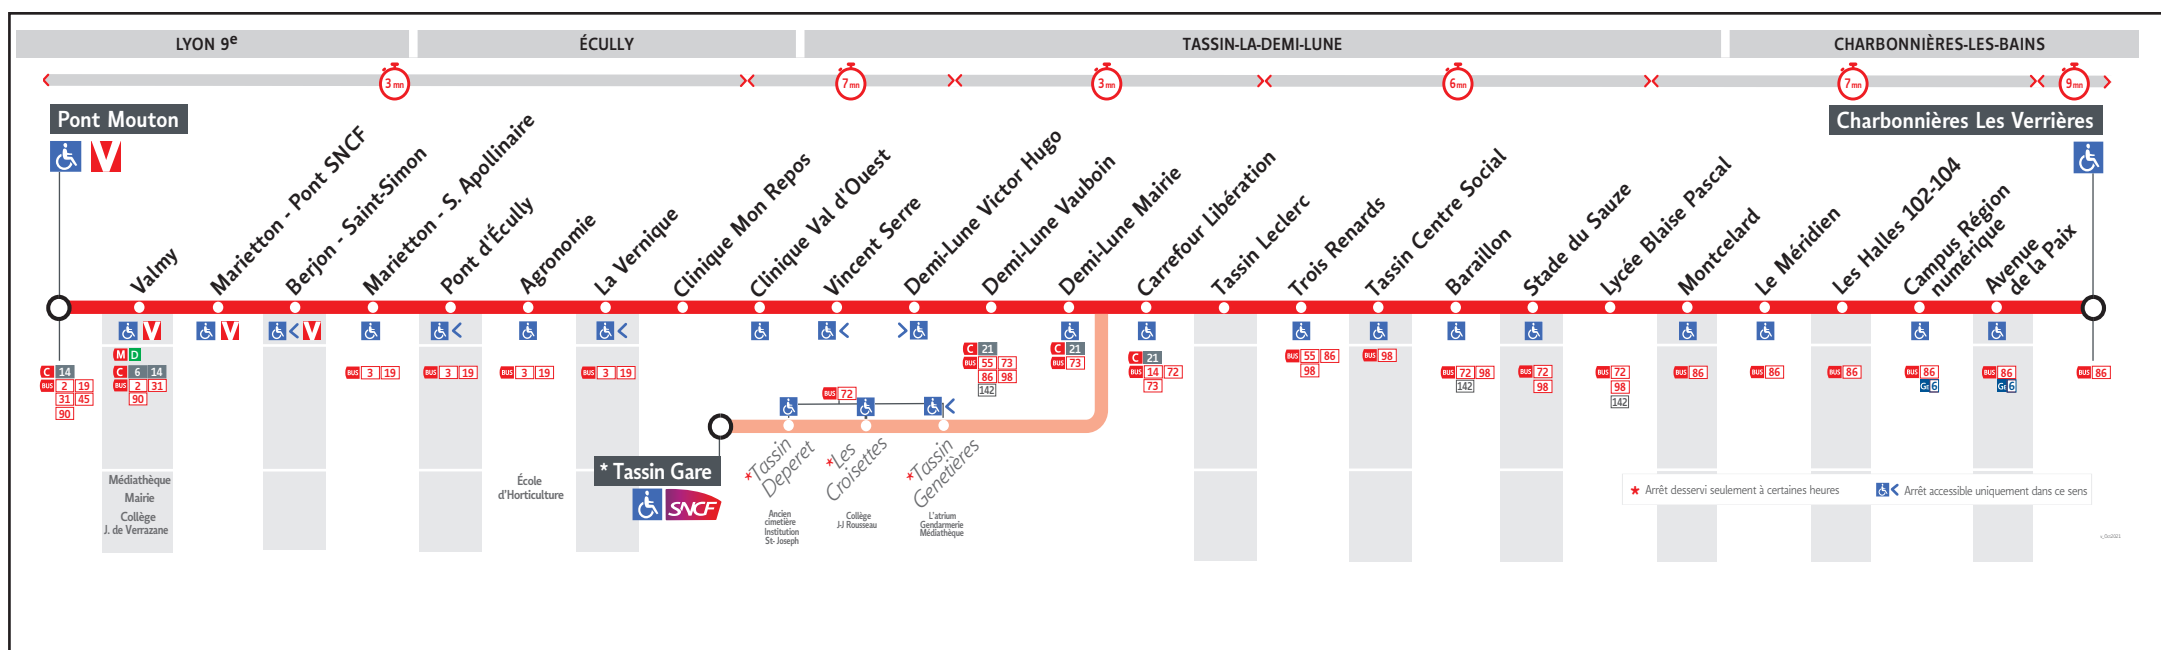 LYON 9e
ÉCULLY
TASSIN-LA-DEMI-LUNE
CHARBONNIÈRES-LES-BAINS
3 mn
7 mn
3 mn
6 mn
7 mn
9 mn
Pont Mouton
V
Valmy
Marietton - Pont SNCF
Berjon - Saint-Simon
Marietton - S. Apollinaire
Pont d'Écully
Agronomie
La Vernique
Clinique Mon Repos
Clinique Val d'Ouest
Vincent Serre
Demi-Lune Victor Hugo
Demi-Lune Vauboin
Demi-Lune Mairie
Carrefour Libération
Tassin Leclerc
Trois Renards
Tassin Centre Social
Baraillon
Stade du Sauze
Lycée Blaise Pascal
Montcelard
Le Méridien
Les Halles 102-104
Campus Région
numérique
Avenue
de la Paix
Charbonnières Les Verrières
V
V
V
C 14
BUS 2 19
31 45
90
M D
C 6 14
BUS 2 31
90
BUS 3 19
BUS 3 19
BUS 3 19
BUS 3 19
BUS 72
C 21
BUS 55 73
86 98
142
C 21
BUS 73
C 21
BUS 14 72
73
BUS 55 86
98
BUS 98
BUS 72 98
142
BUS 72
98
BUS 72
98
142
BUS 86
BUS 86
BUS 86
BUS 86
GE 6
BUS 86
GE 6
BUS 86
Médiathèque
Mairie
Collège
J. de Verrazane
École
d'Horticulture
* Tassin Gare
SNCF
*Tassin
Deperet
*Les
Croisettes
*Tassin
Genetières
Ancien
cimetière
Institution
St- Joseph
Collège
J-J Rousseau
L'atrium
Gendarmerie
Médiathèque
* Arrêt desservi seulement à certaines heures
< Arrêt accessible uniquement dans ce sens